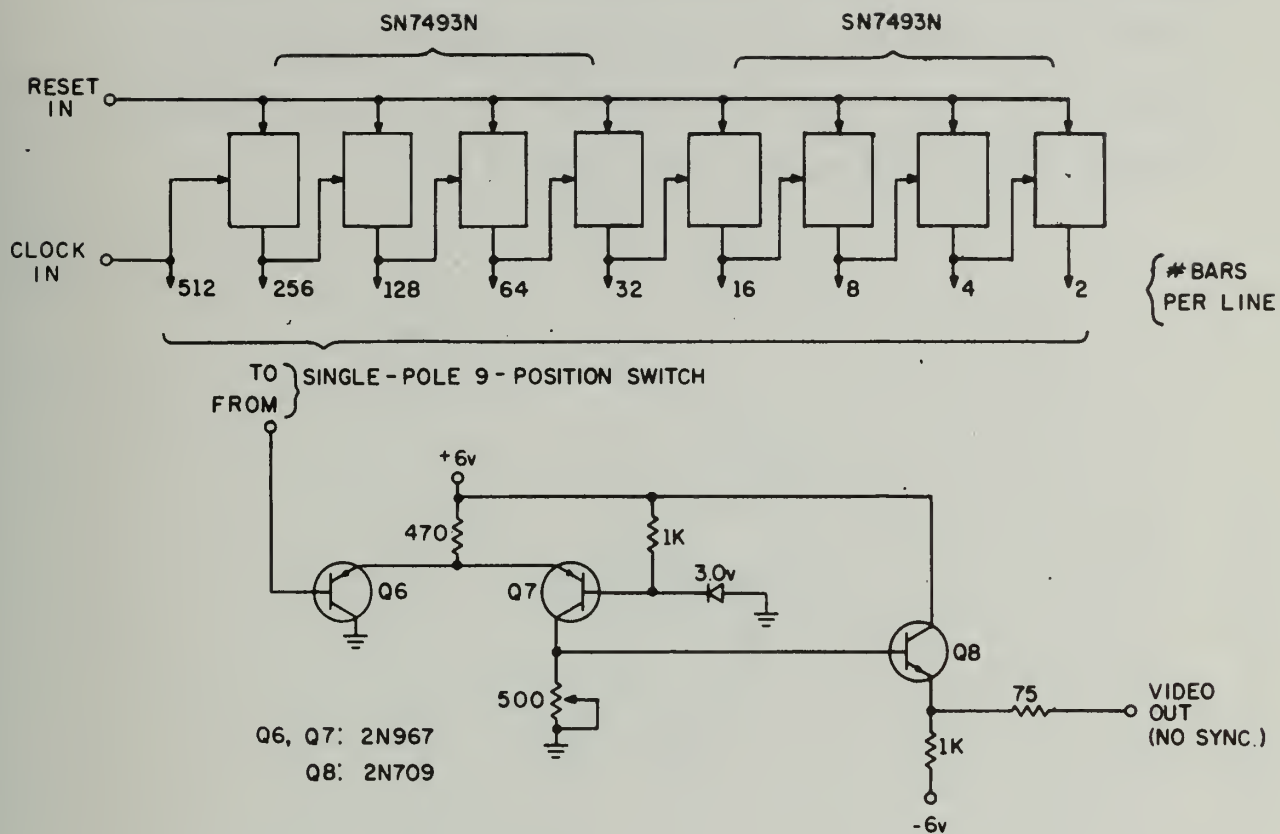 SN7493N
SN7493N
RESET
IN
CLOCK
IN
512
256
128
64
32
16
8
4
2
# BARS
PER LINE
TO
FROM
SINGLE-POLE 9-POSITION SWITCH
+6v
470
1K
3.0v
Q6
Q7
Q8
500
75
VIDEO
OUT
(NO SYNC.)
1K
-6v
Q6, Q7: 2N967
Q8: 2N709